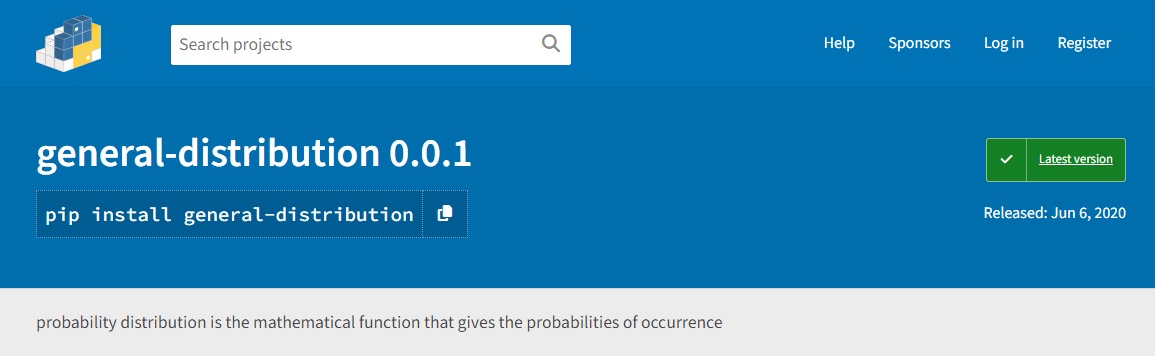 Search projects
Help
Sponsors
Log in
Register
general-distribution 0.0.1
Latest version
pip install general-distribution
Released: Jun 6, 2020
probability distribution is the mathematical function that gives the probabilities of occurrence